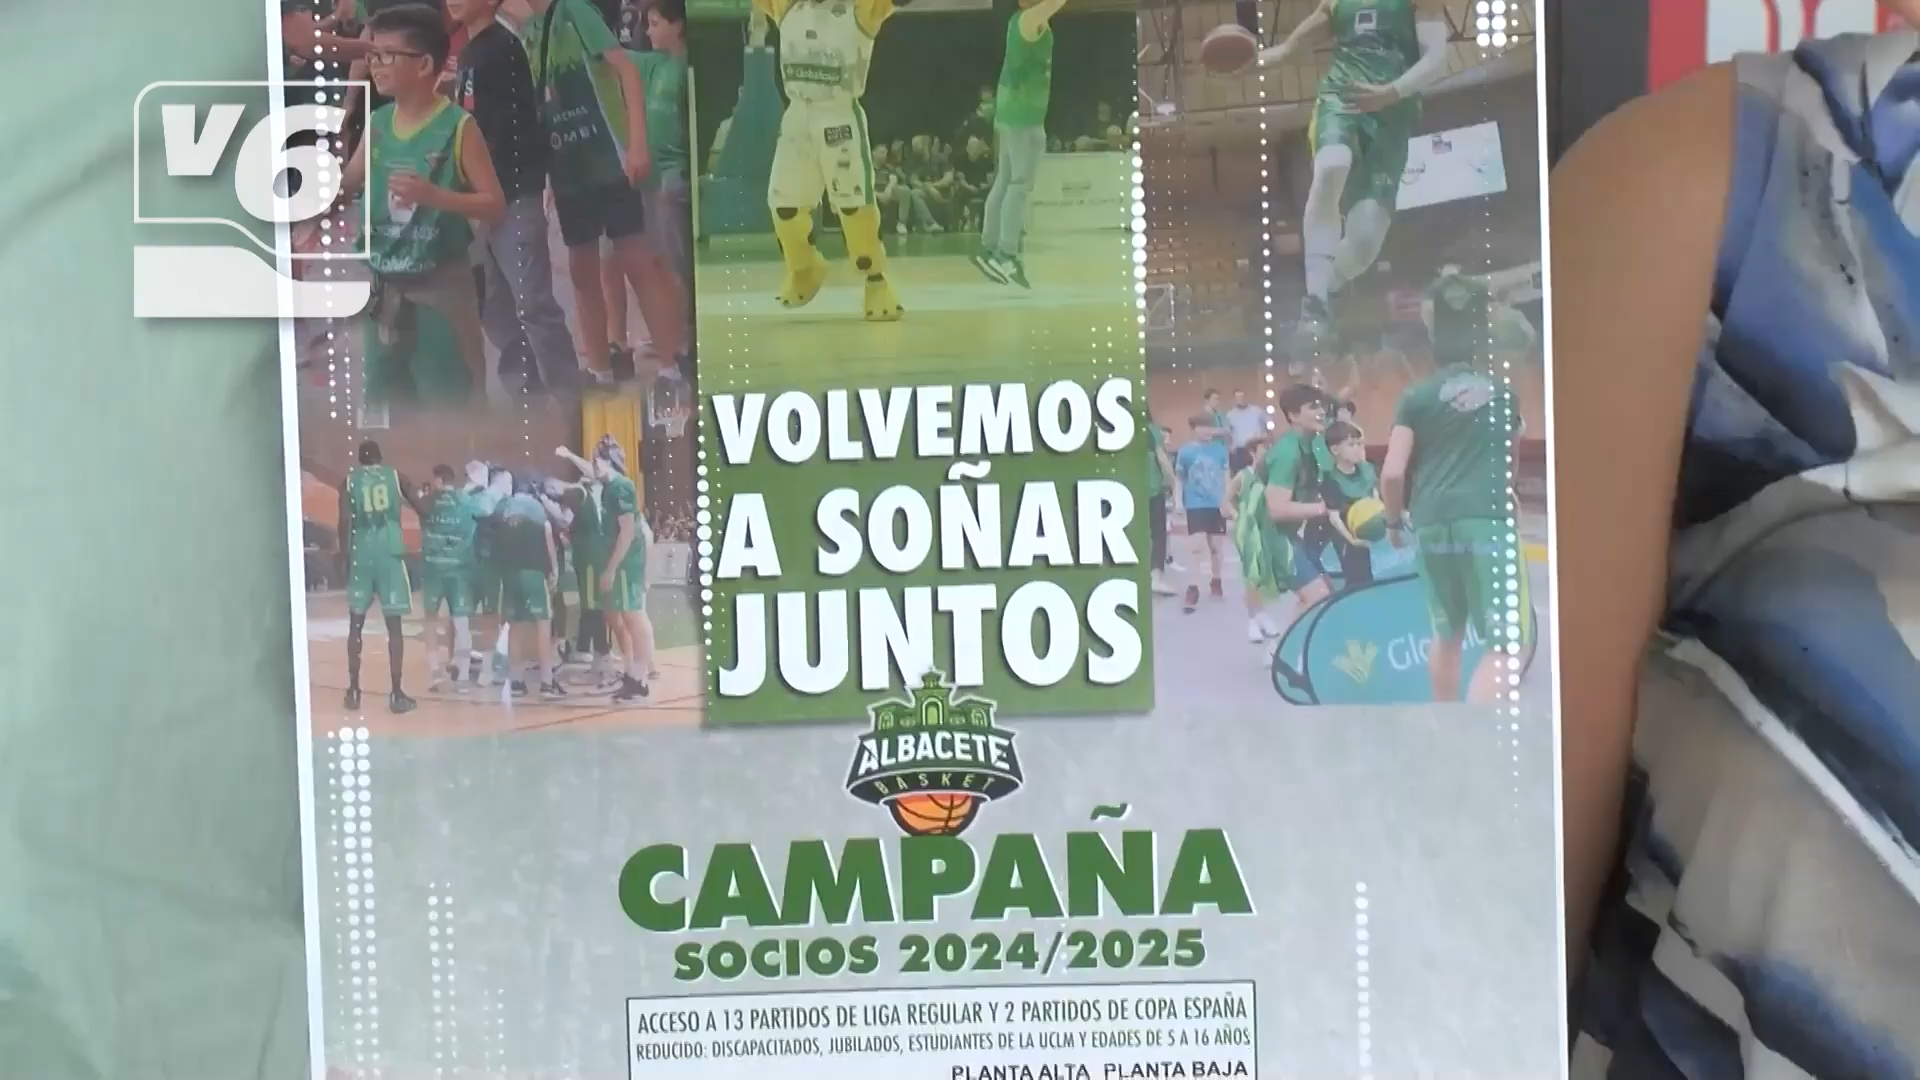 V6
18
VOLVEMOS
A SOÑAR
JUNTOS
ALBACETE
BASKET
CAMPAÑA
SOCIOS 2024/2025
ACCESO A 13 PARTIDOS DE LIGA REGULAR Y 2 PARTIDOS DE COPA ESPAÑA
REDUCIDO: DISCAPACITADOS, JUBILADOS, ESTUDIANTES DE LA UCLM Y EDADES DE 5 A 16 AÑOS
PLANTA ALTA PLANTA BAJA